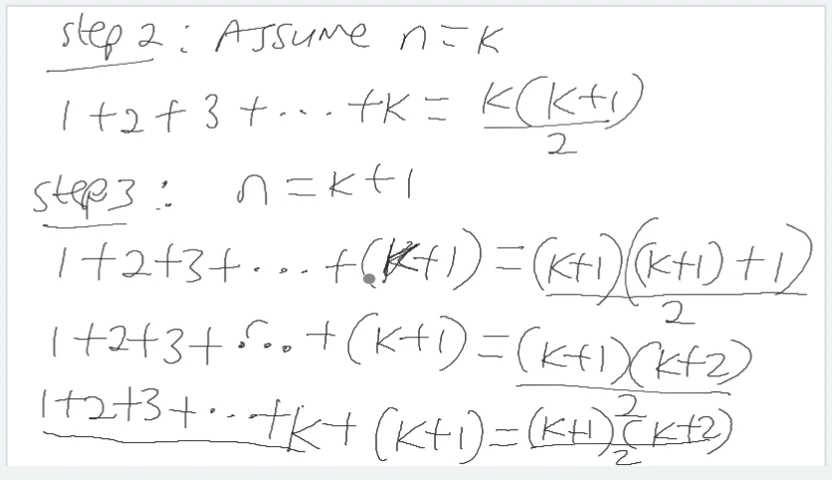 step 2 : Assume n = k
1 + 2 + 3 + ... + k = k(k+1)/2
step 3 : n = k + 1
1 + 2 + 3 + ... + (k+1) = (k+1)((k+1)+1)/2
1 + 2 + 3 + ... + (k+1) = (k+1)(k+2)/2
1 + 2 + 3 + ... + k + (k+1) = (k+1)(k+2)/2